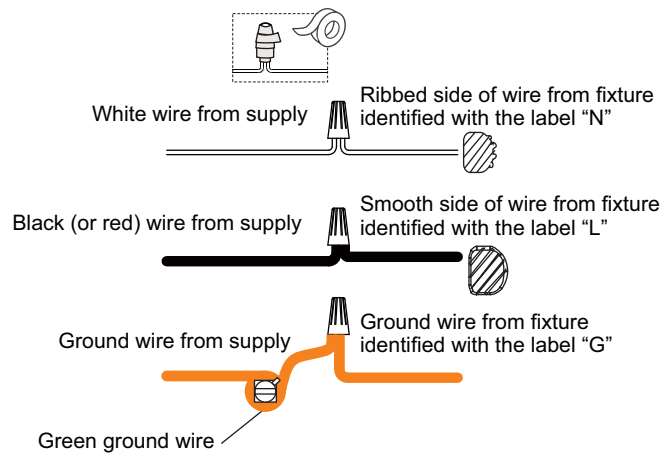 White wire from supply
Ribbed side of wire from fixture
identified with the label “N”
Black (or red) wire from supply
Smooth side of wire from fixture
identified with the label “L”
Ground wire from supply
Ground wire from fixture
identified with the label “G”
Green ground wire